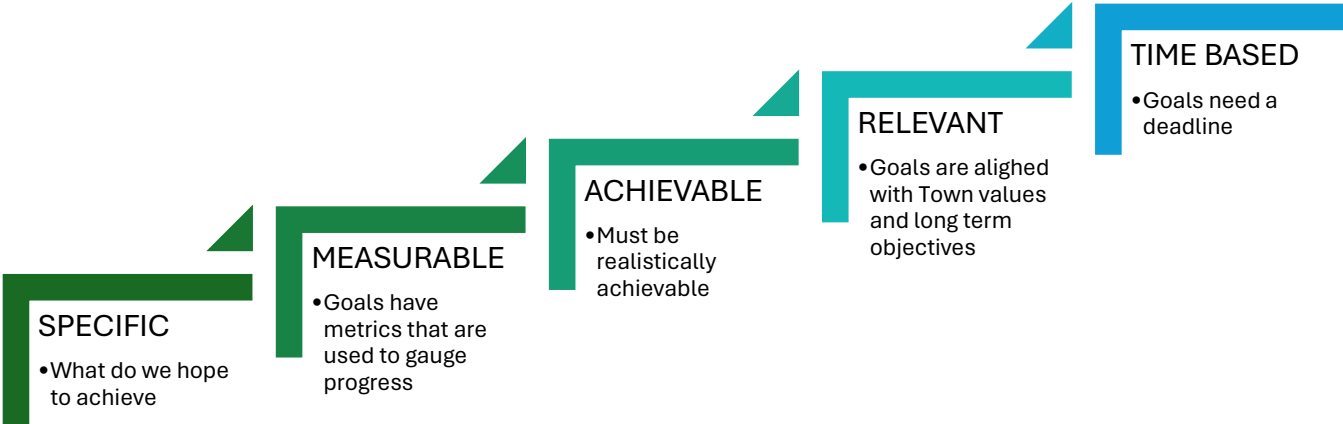 SPECIFIC
•What do we hope
to achieve
MEASURABLE
•Goals have
metrics that are
used to gauge
progress
ACHIEVABLE
•Must be
realistically
achievable
RELEVANT
•Goals are alighed
with Town values
and long term
objectives
TIME BASED
•Goals need a
deadline